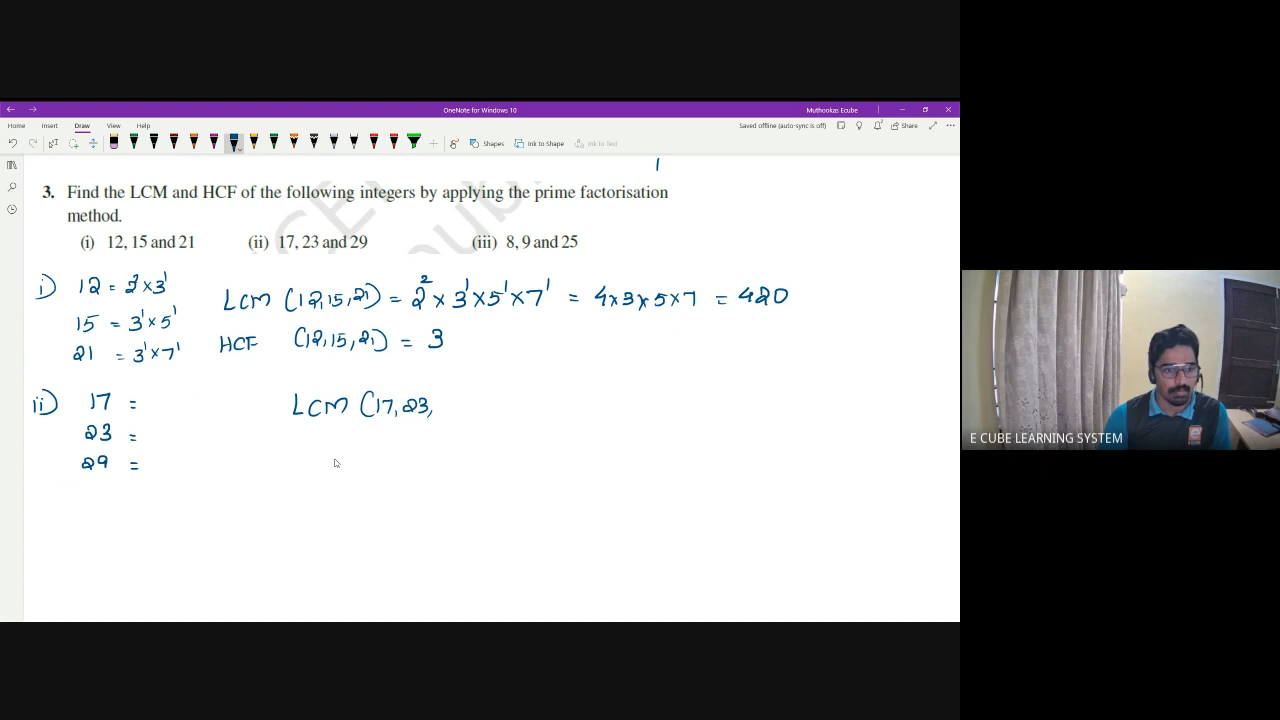 OneNote for Windows 10
Muthookas Ecube
Home Insert Draw View Help
Saved offline (auto-sync is off) Share
Shapes Ink to Shape Ink to Text
3. Find the LCM and HCF of the following integers by applying the prime factorisation
method.
(i) 12, 15 and 21 (ii) 17, 23 and 29 (iii) 8, 9 and 25
i) 12 = 2² × 3¹
LCM (12,15,21) = 2² × 3¹ × 5¹ × 7¹ = 4 × 3 × 5 × 7 = 420
15 = 3¹ × 5¹
HCF (12,15,21) = 3
21 = 3¹ × 7¹
ii) 17 = LCM (17, 23,
23 =
29 =
E CUBE LEARNING SYSTEM